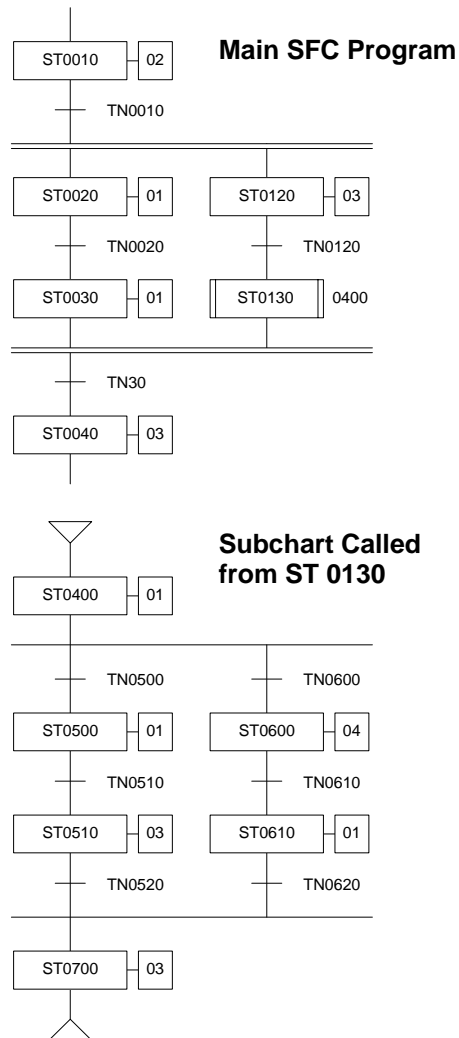 Main SFC Program
ST0010 02
TN0010
ST0020 01 ST0120 03
TN0020 TN0120
ST0030 01 ST0130 0400
TN30
ST0040 03
Subchart Called
from ST 0130
ST0400 01
TN0500 TN0600
ST0500 01 ST0600 04
TN0510 TN0610
ST0510 03 ST0610 01
TN0520 TN0620
ST0700 03